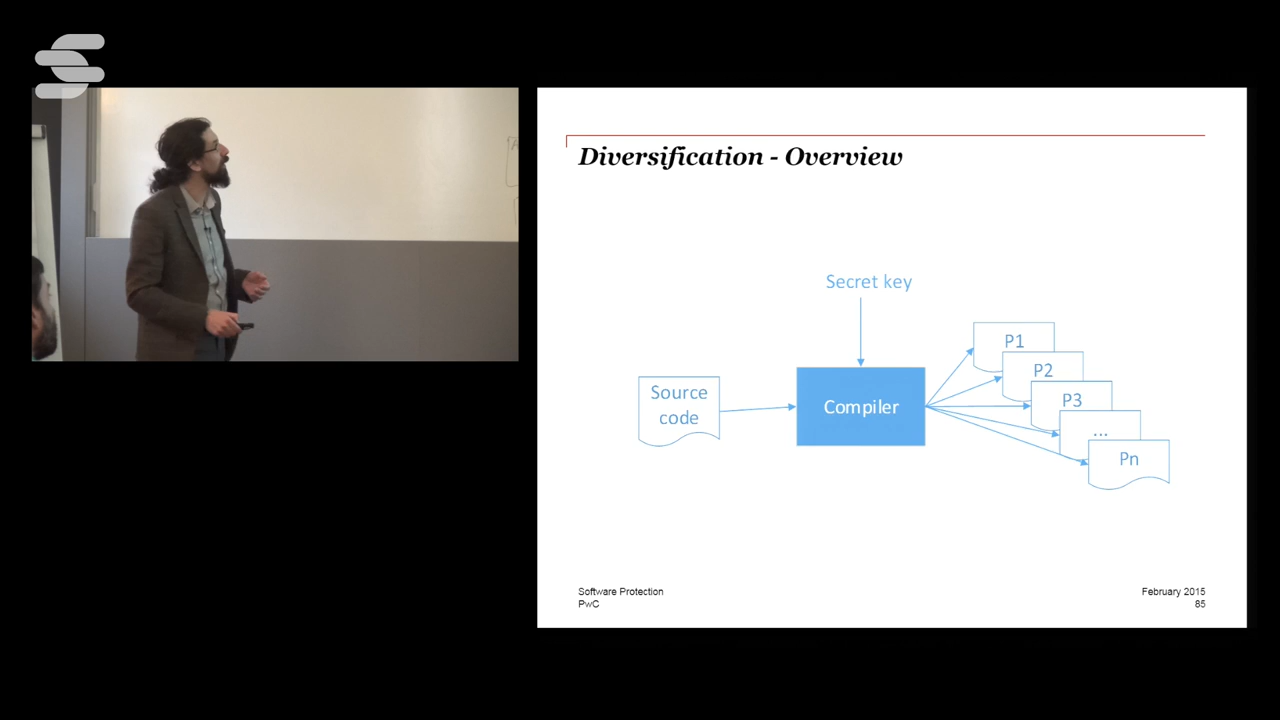 Diversification - Overview
Secret key
Source
code
Compiler
P1
P2
P3
...
Pn
Software Protection
PwC
February 2015
85